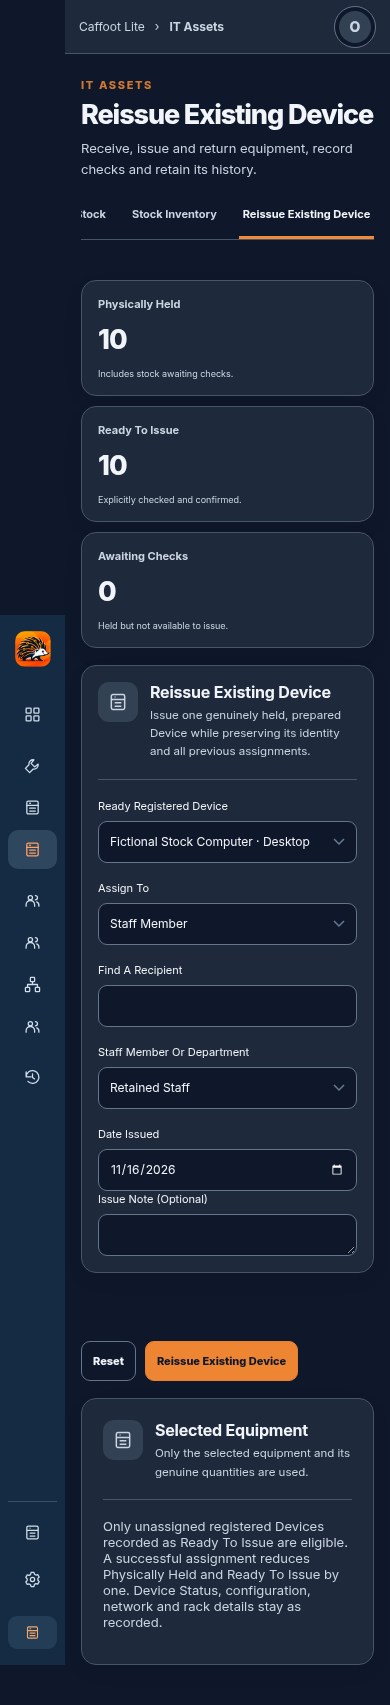 Caffoot Lite › IT Assets
O
IT ASSETS
Reissue Existing Device
Receive, issue and return equipment, record
checks and retain its history.
Stock Stock Inventory Reissue Existing Device
Physically Held
10
Includes stock awaiting checks.
Ready To Issue
10
Explicitly checked and confirmed.
Awaiting Checks
0
Held but not available to issue.
Reissue Existing Device
Issue one genuinely held, prepared
Device while preserving its identity
and all previous assignments.
Ready Registered Device
Fictional Stock Computer · Desktop
Assign To
Staff Member
Find A Recipient
Staff Member Or Department
Retained Staff
Date Issued
11/16/2026
Issue Note (Optional)
Reset Reissue Existing Device
Selected Equipment
Only the selected equipment and its
genuine quantities are used.
Only unassigned registered Devices
recorded as Ready To Issue are eligible.
A successful assignment reduces
Physically Held and Ready To Issue by
one. Device Status, configuration,
network and rack details stay as
recorded.